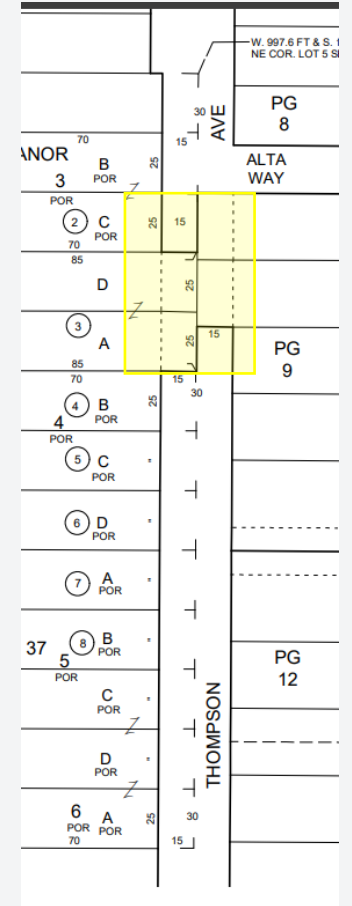 W. 997.6 FT & S. 1
NE COR. LOT 5 S
30
AVE
PG
8
15
70
ANOR
B
POR
25
ALTA
WAY
3
POR
2
C
POR
25
15
70
85
D
25
3
A
25
15
PG
9
85
70
15
30
4
B
POR
25
4
POR
5
C
POR
"
6
D
POR
"
7
A
POR
"
37
8
B
POR
"
5
POR
PG
12
C
POR
"
THOMPSON
D
POR
"
6
POR
A
POR
25
30
70
15